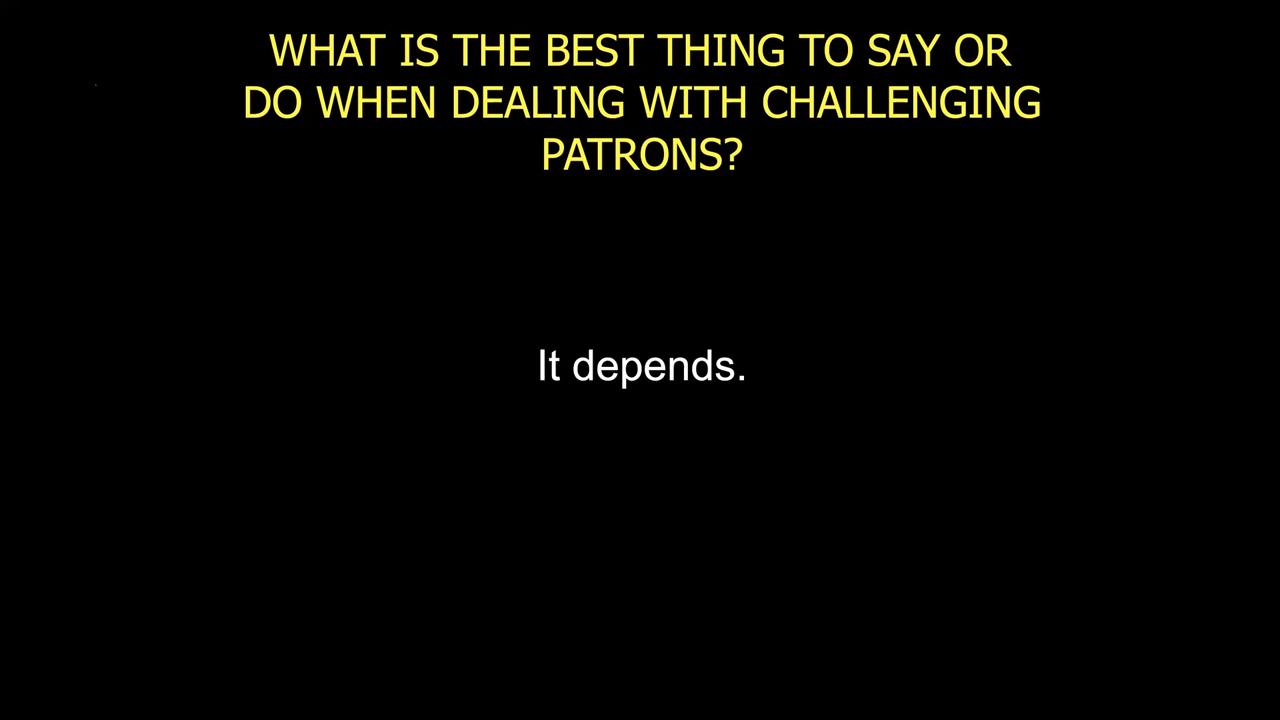 WHAT IS THE BEST THING TO SAY OR
DO WHEN DEALING WITH CHALLENGING
PATRONS?
It depends.